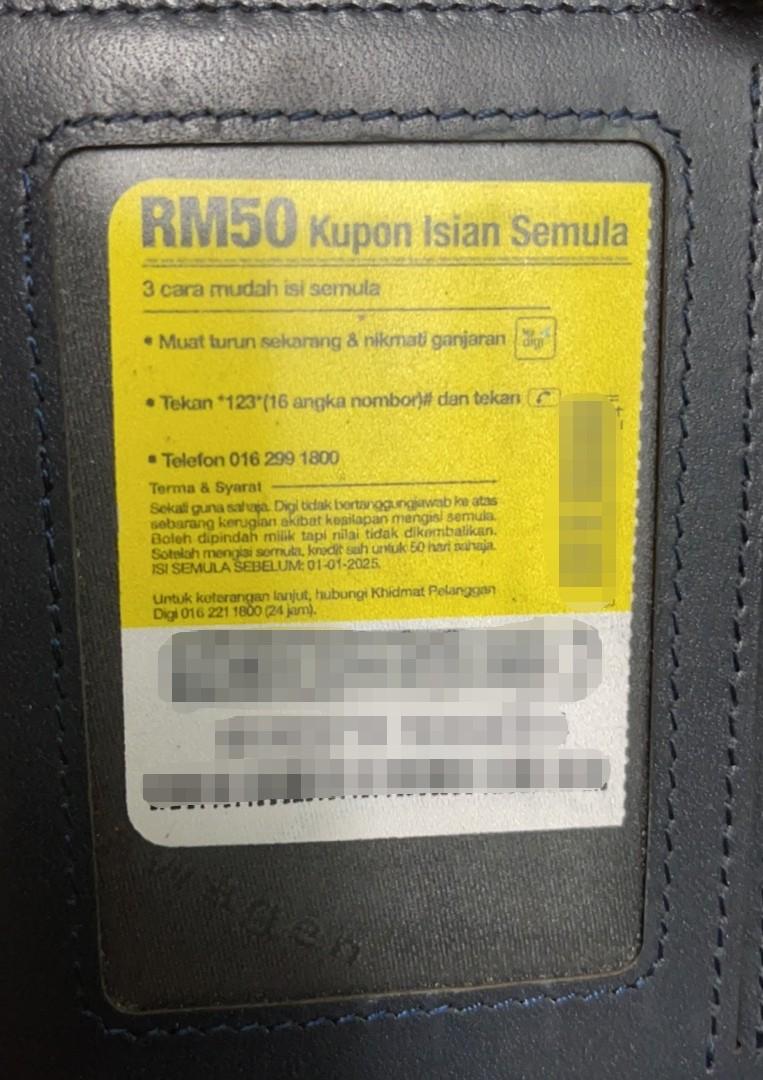 RM50 Kupon Isian Semula
3 cara mudah isi semula
• Muat turun sekarang & nikmati ganjaran My digi
• Tekan *123*(16 angka nombor)# dan tekan
• Telefon 016 299 1800
Terma & Syarat
Sekali guna sahaja. Digi tidak bertanggungjawab ke atas
sebarang kerugian akibat kesilapan mengisi semula.
Boleh dipindah milik tapi nilai tidak dikembalikan.
Setelah mengisi semula, kredit sah untuk 50 hari sahaja.
ISI SEMULA SEBELUM: 01-01-2025.
Untuk keterangan lanjut, hubungi Khidmat Pelanggan
Digi 016 221 1800 (24 jam).